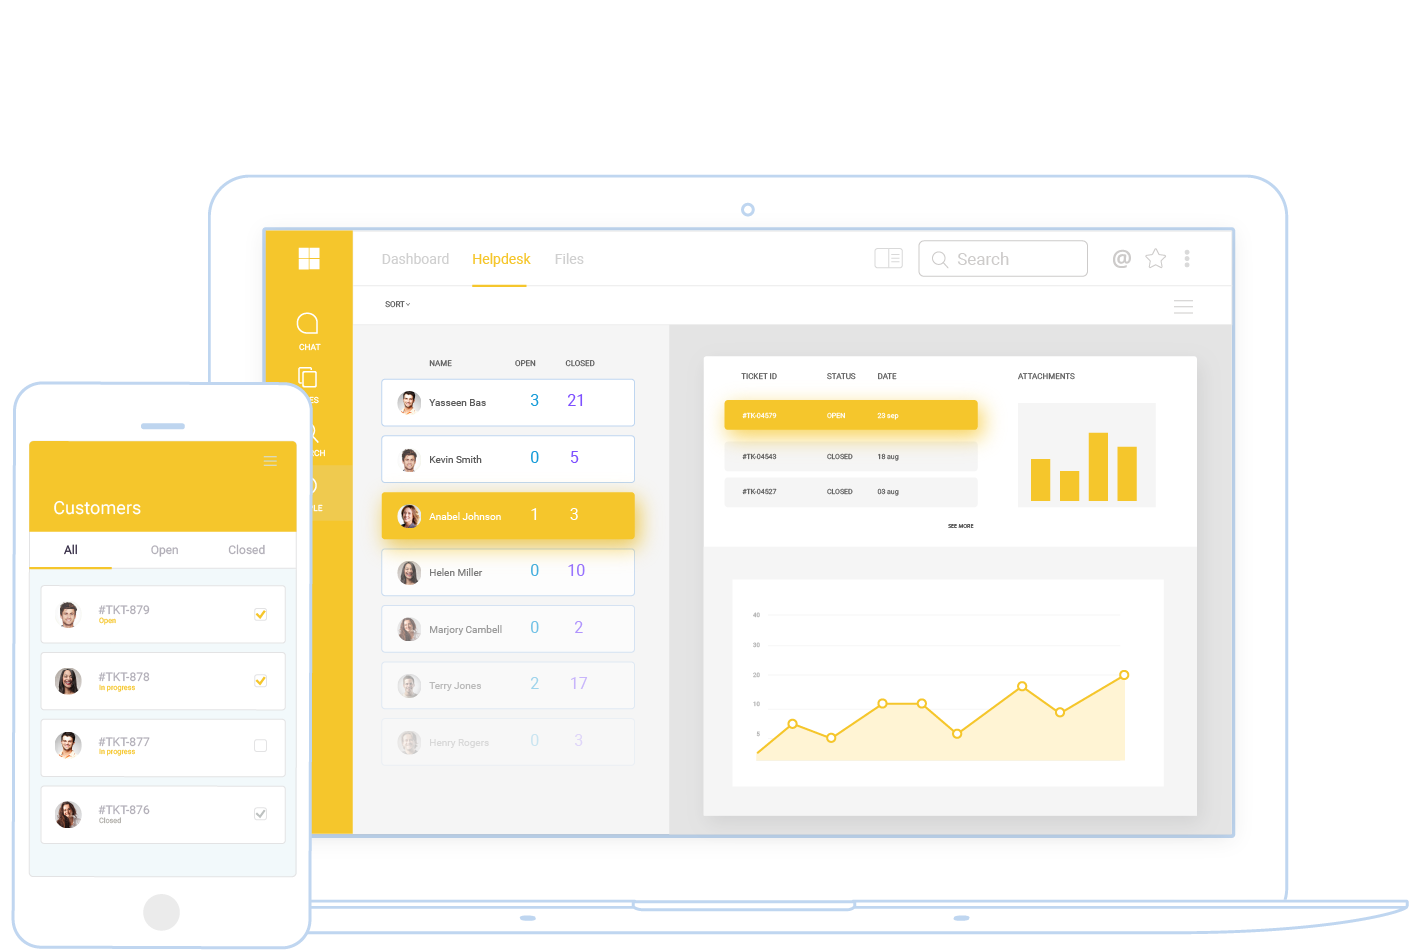 Dashboard Helpdesk Files Search @
SORT
CHAT
NAME OPEN CLOSED
Yasseen Bas 3 21
Kevin Smith 0 5
Anabel Johnson 1 3
Helen Miller 0 10
Marjory Cambell 0 2
Terry Jones 2 17
Henry Rogers 0 3
TICKET ID STATUS DATE ATTACHMENTS
#TK-04579 OPEN 23 sep
#TK-04543 CLOSED 18 aug
#TK-04527 CLOSED 03 aug
SEE MORE
40
30
20
10
5
Customers
All Open Closed
#TKT-879
Open
#TKT-878
In progress
#TKT-877
In progress
#TKT-876
Closed